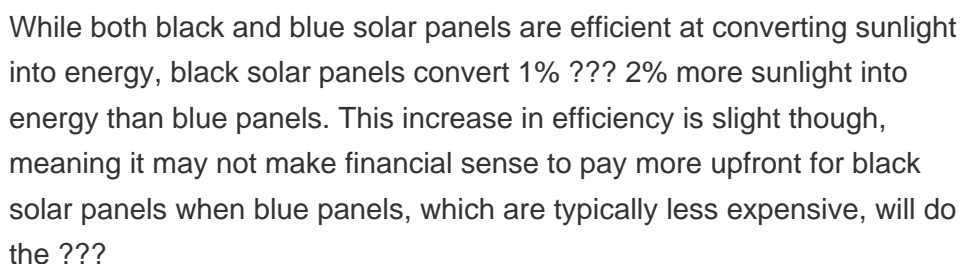 While both black and blue solar panels are efficient at converting sunlight
into energy, black solar panels convert 1% ??? 2% more sunlight into
energy than blue panels. This increase in efficiency is slight though,
meaning it may not make financial sense to pay more upfront for black
solar panels when blue panels, which are typically less expensive, will do
the ???